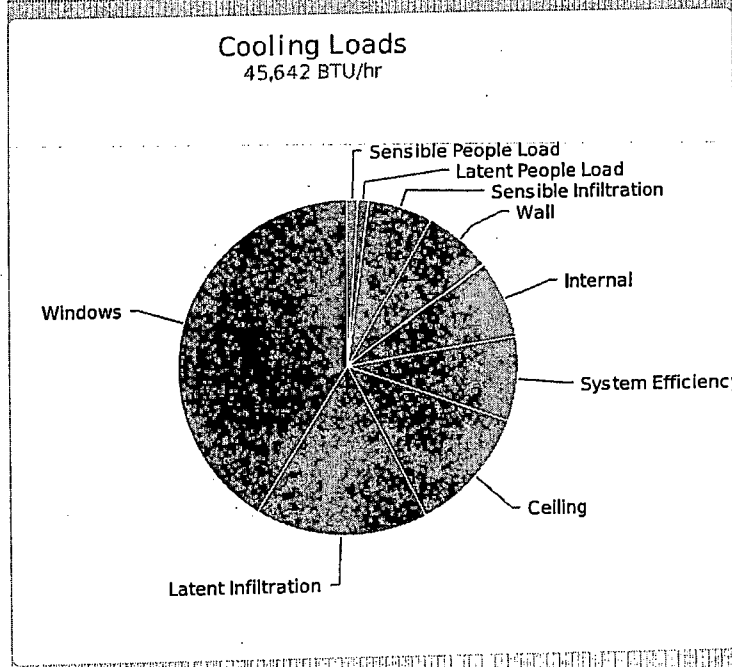 Cooling Loads
45,642 BTU/hr
Sensible People Load
Latent People Load
Sensible Infiltration
Wall
Internal
Windows
System Efficiency
Ceiling
Latent Infiltration